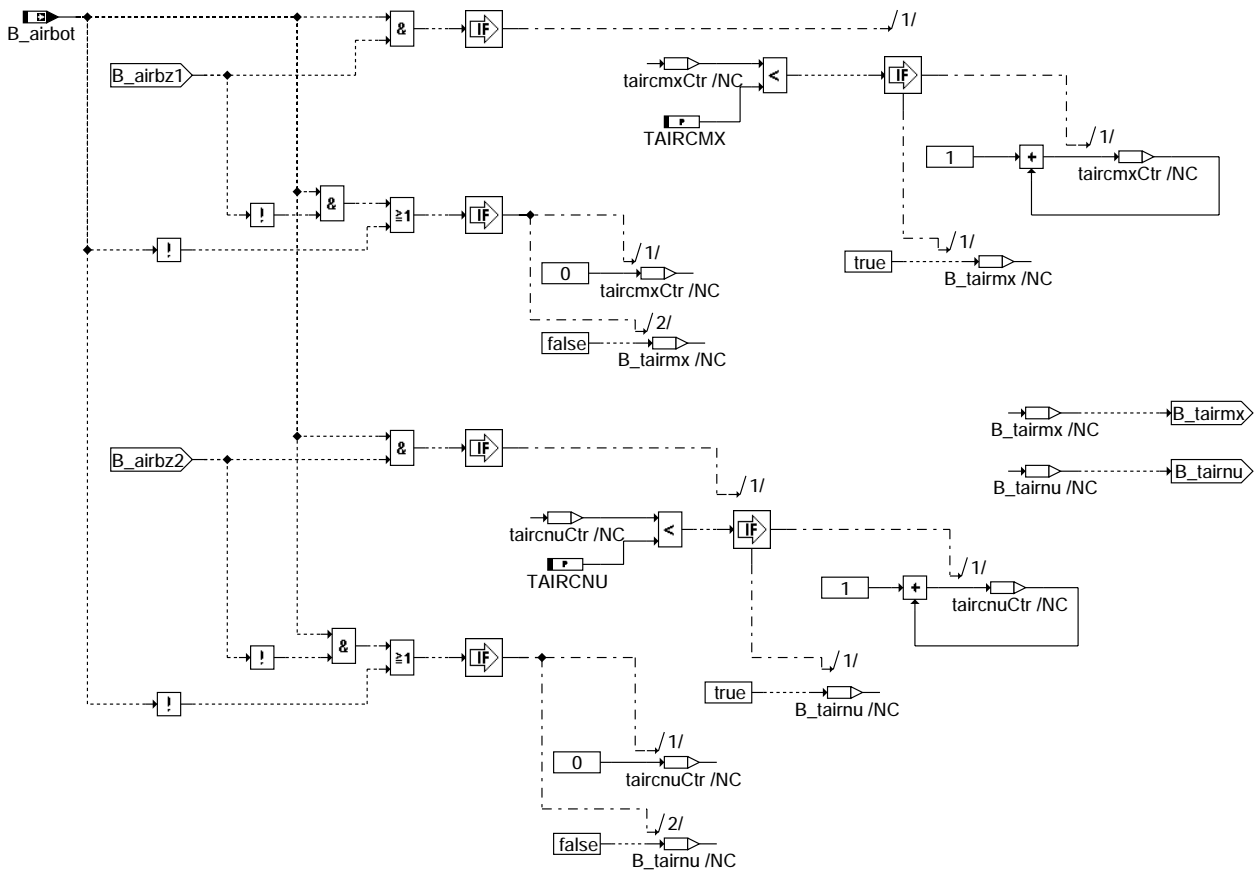 B_airbot
&
IF
/1/
B_airbz1
taircmxCtr /NC
<
IF
TAIRCMX
/1/
1
+
taircmxCtr /NC
!
&
≥1
IF
!
/1/
0
taircmxCtr /NC
/1/
true
B_tairmx /NC
/2/
false
B_tairmx /NC
B_tairmx /NC
B_tairmx
B_airbz2
&
IF
B_tairnu /NC
B_tairnu
/1/
taircnuCtr /NC
<
IF
TAIRCNU
/1/
1
+
taircnuCtr /NC
!
&
≥1
IF
!
/1/
true
B_tairnu /NC
/1/
0
taircnuCtr /NC
/2/
false
B_tairnu /NC